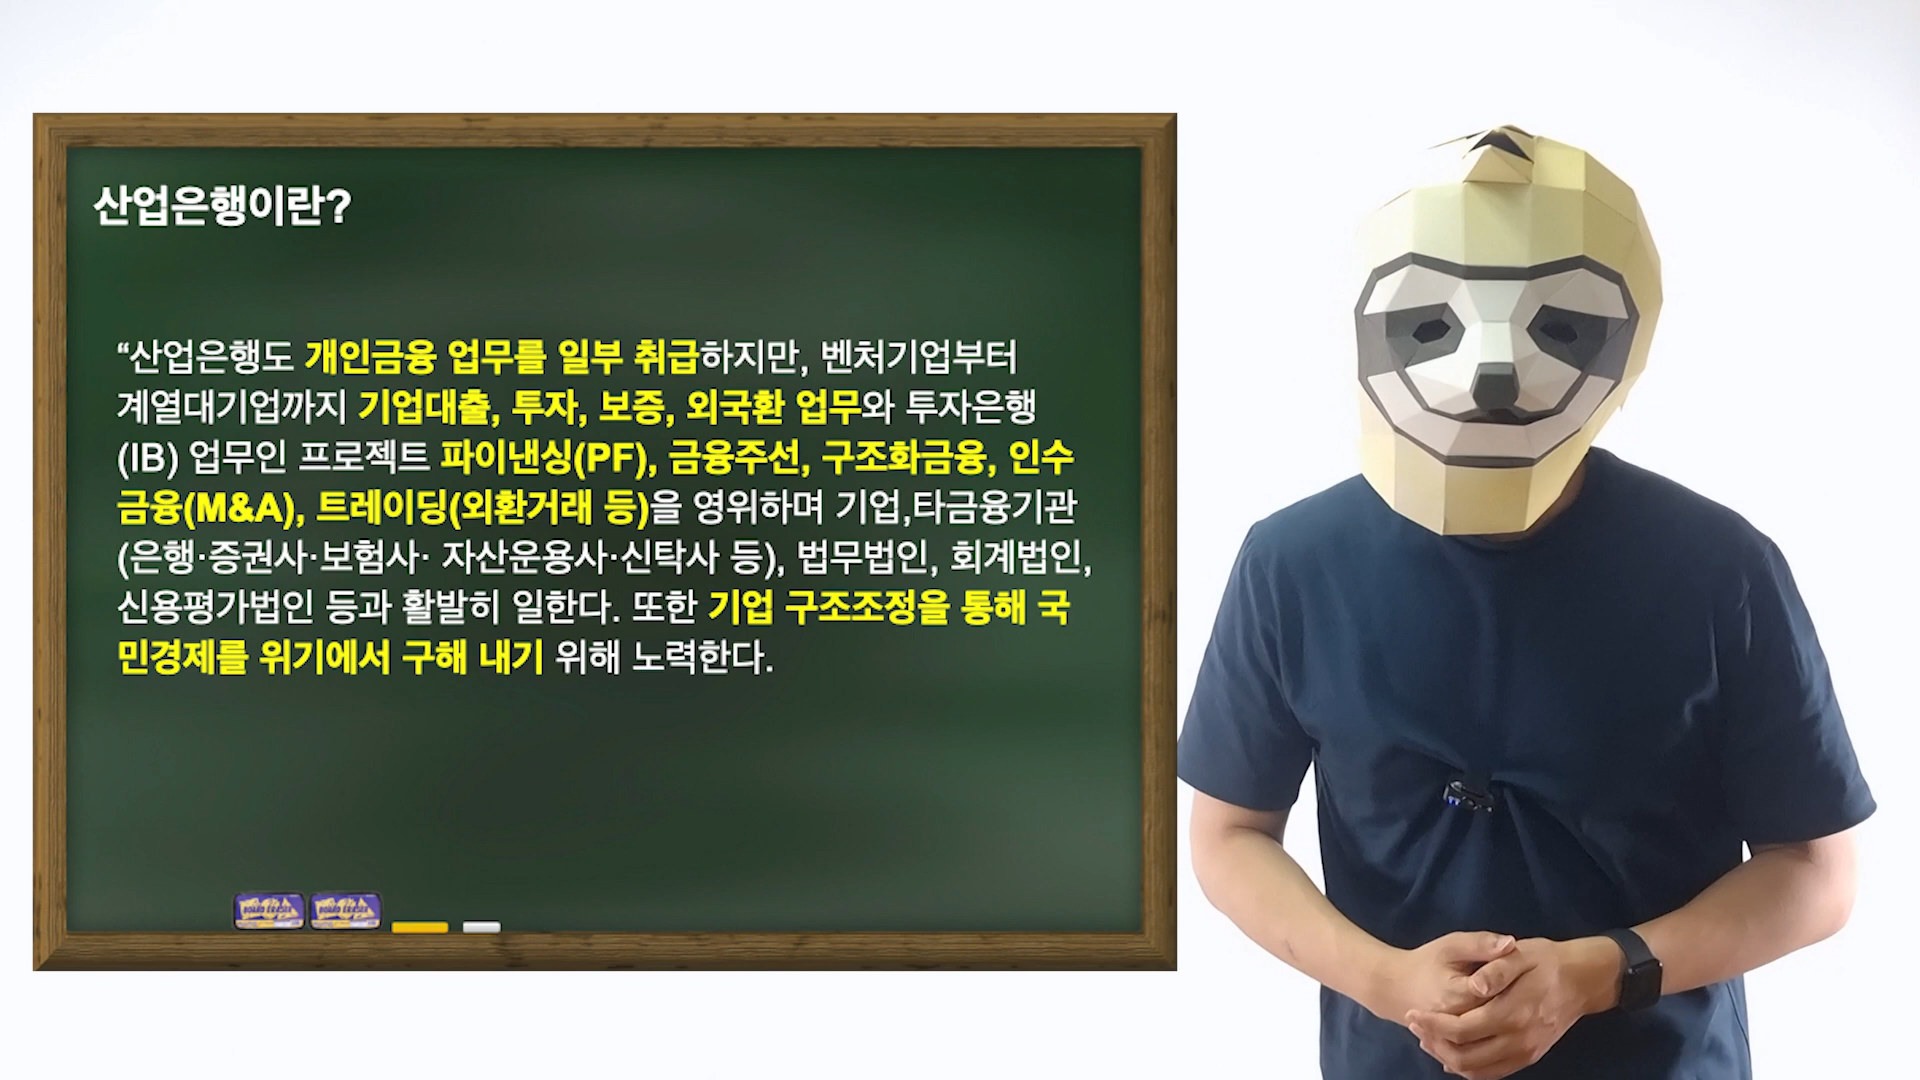 산업은행이란?
“산업은행도 개인금융 업무를 일부 취급하지만, 벤처기업부터
계열대기업까지 기업대출, 투자, 보증, 외국환 업무와 투자은행
(IB) 업무인 프로젝트 파이낸싱(PF), 금융주선, 구조화금융, 인수
금융(M&A), 트레이딩(외환거래 등)을 영위하며 기업,타금융기관
(은행·증권사·보험사· 자산운용사·신탁사 등), 법무법인, 회계법인,
신용평가법인 등과 활발히 일한다. 또한 기업 구조조정을 통해 국
민경제를 위기에서 구해 내기 위해 노력한다.
BOARD ERASER BOARD ERASER